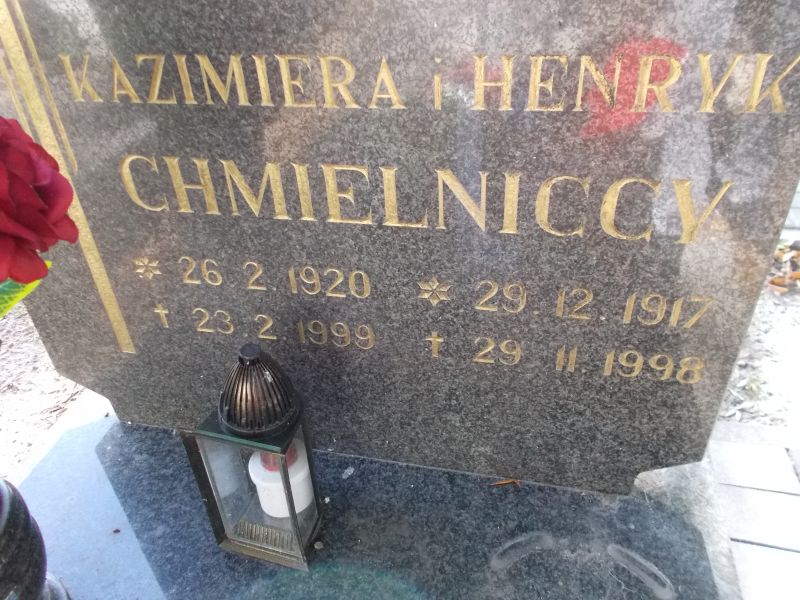 KAZIMIERA i HENRYK
CHMIELNICCY
* 26.2.1920 * 29.12.1917
† 23.2.1999 † 29.11.1998